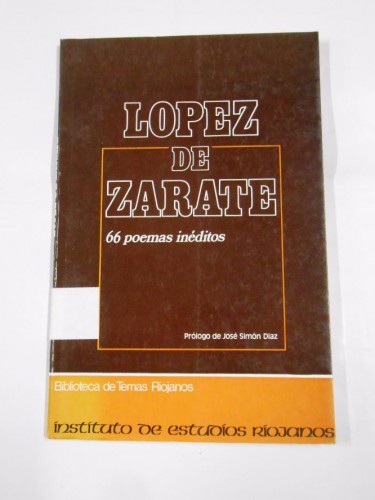 LOPEZ
DE
ZARATE
66 poemas inéditos
Prólogo de José Simón Díaz
Biblioteca de Temas Riojanos
instituto de estudios riojanos